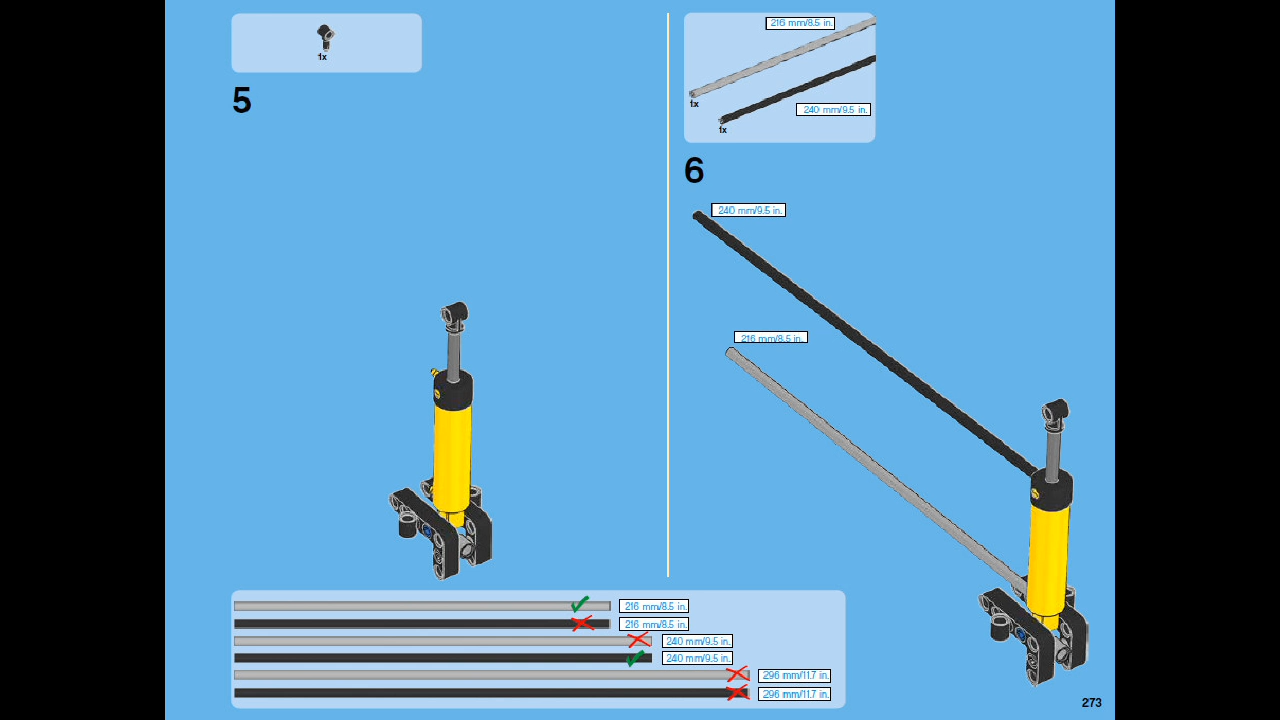 1x
5
216 mm/8.5 in.
1x
240 mm/9.5 in.
1x
6
240 mm/9.5 in.
216 mm/8.5 in.
216 mm/8.5 in.
216 mm/8.5 in.
240 mm/9.5 in.
240 mm/9.5 in.
296 mm/11.7 in.
296 mm/11.7 in.
273